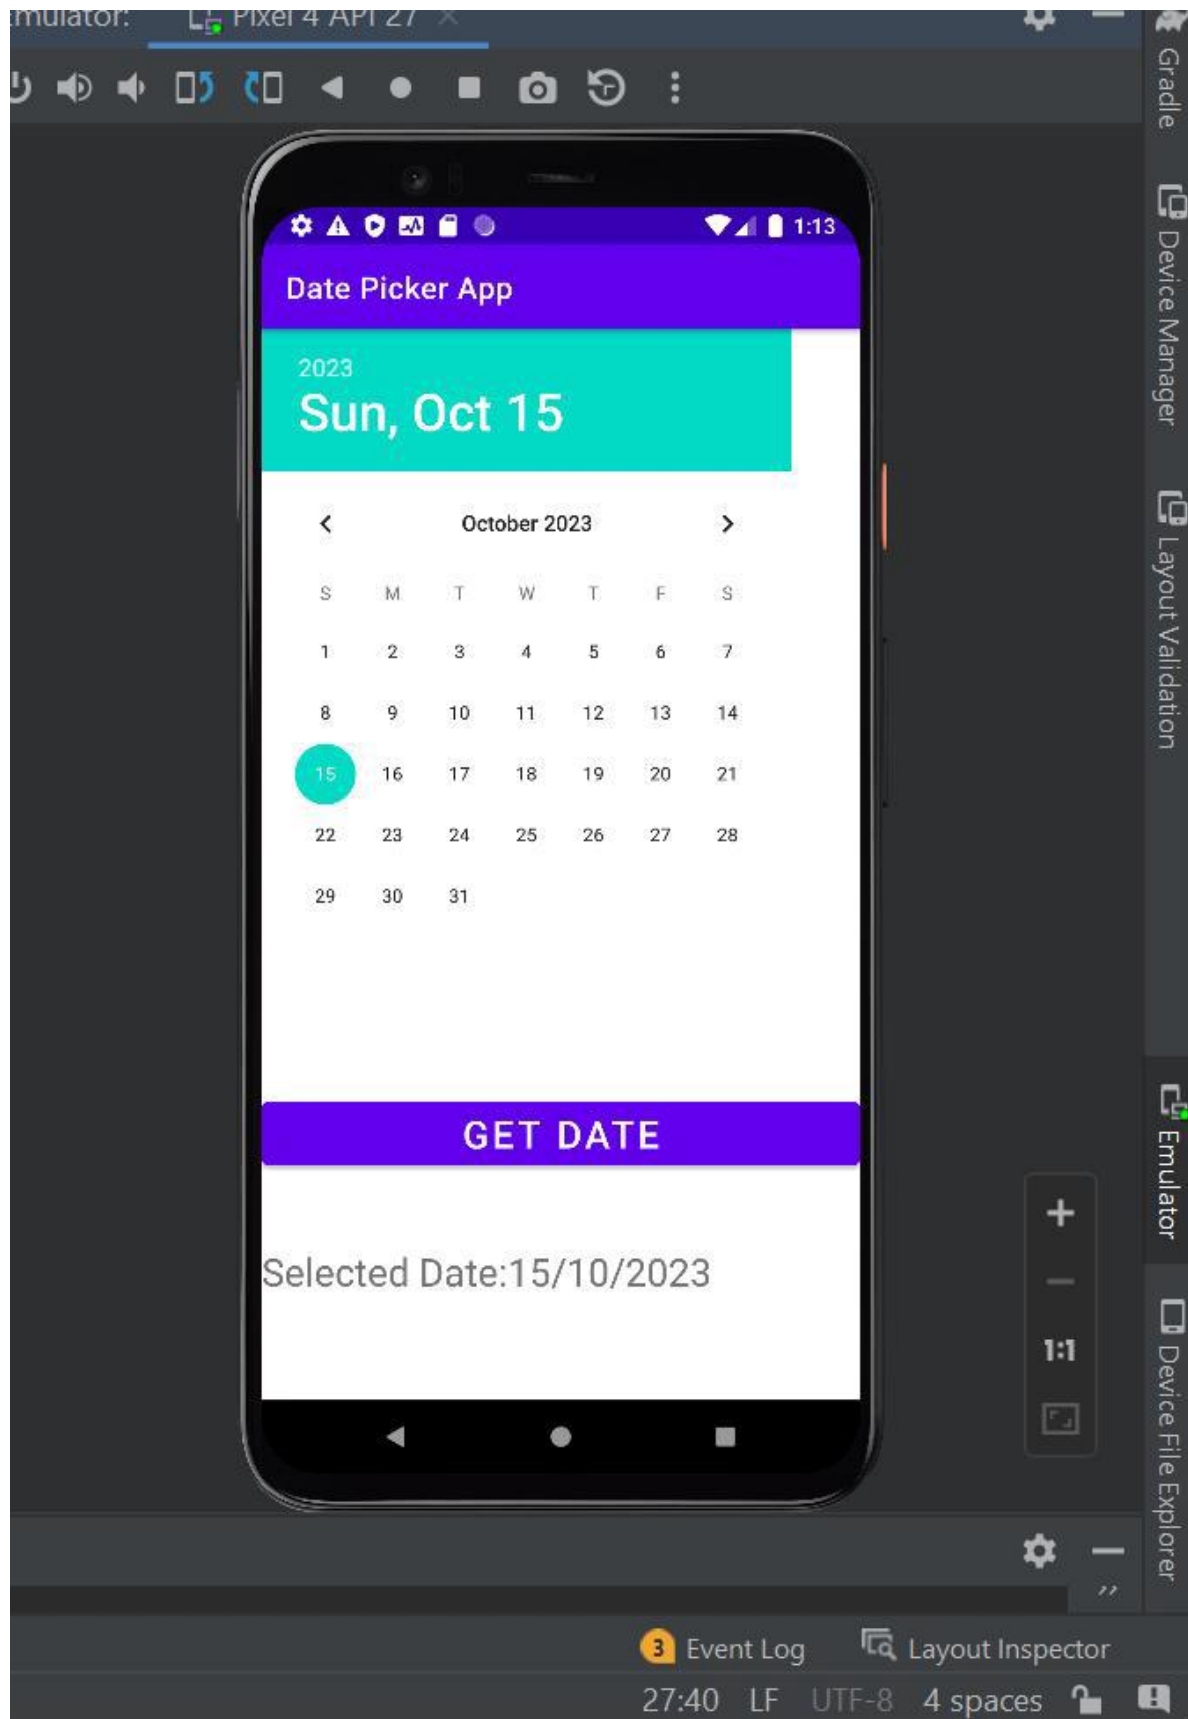 Emulator: Pixel 4 API 27
1:13
Date Picker App
2023
Sun, Oct 15
October 2023
S M T W T F S
1 2 3 4 5 6 7
8 9 10 11 12 13 14
15 16 17 18 19 20 21
22 23 24 25 26 27 28
29 30 31
GET DATE
Selected Date:15/10/2023
1:1
Gradle
Device Manager
Layout Validation
Emulator
Device File Explorer
3 Event Log Layout Inspector
27:40 LF UTF-8 4 spaces